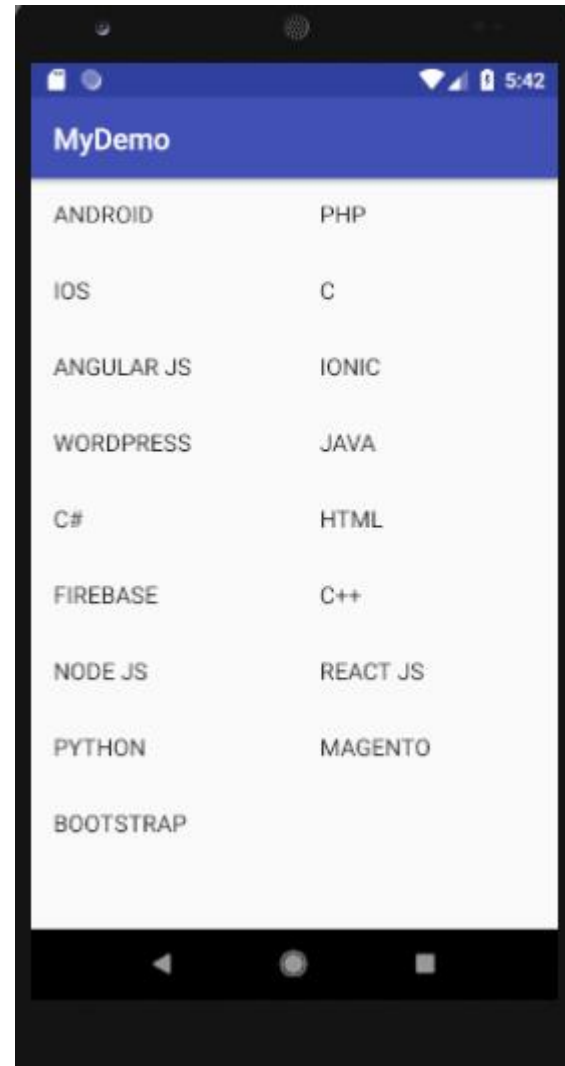 5:42
MyDemo
ANDROID PHP
IOS C
ANGULAR JS IONIC
WORDPRESS JAVA
C# HTML
FIREBASE C++
NODE JS REACT JS
PYTHON MAGENTO
BOOTSTRAP